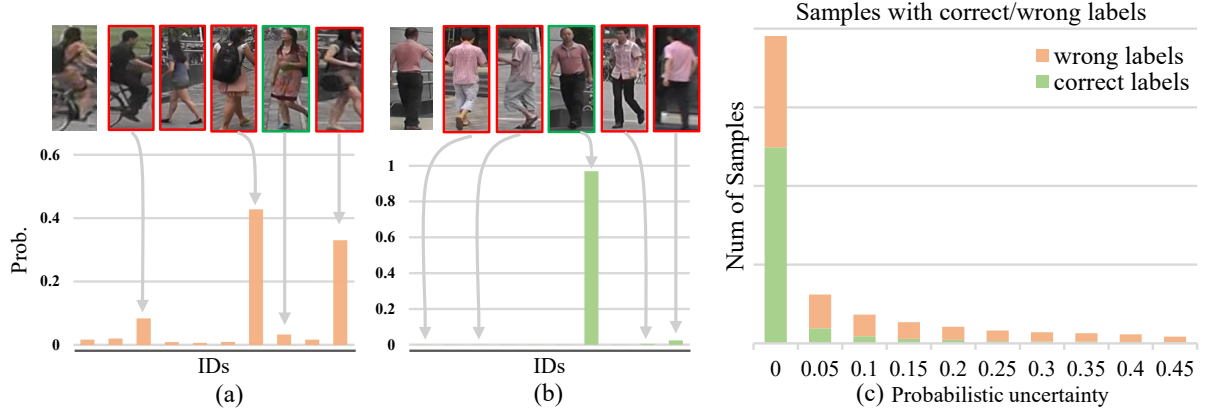 Samples with correct/wrong labels
wrong labels
correct labels
0.6
0.4
0.2
0
Prob.
IDs
(a)
1
0.8
0.6
0.4
0.2
0
IDs
(b)
Num of Samples
0 0.05 0.1 0.15 0.2 0.25 0.3 0.35 0.4 0.45
(c) Probabilistic uncertainty